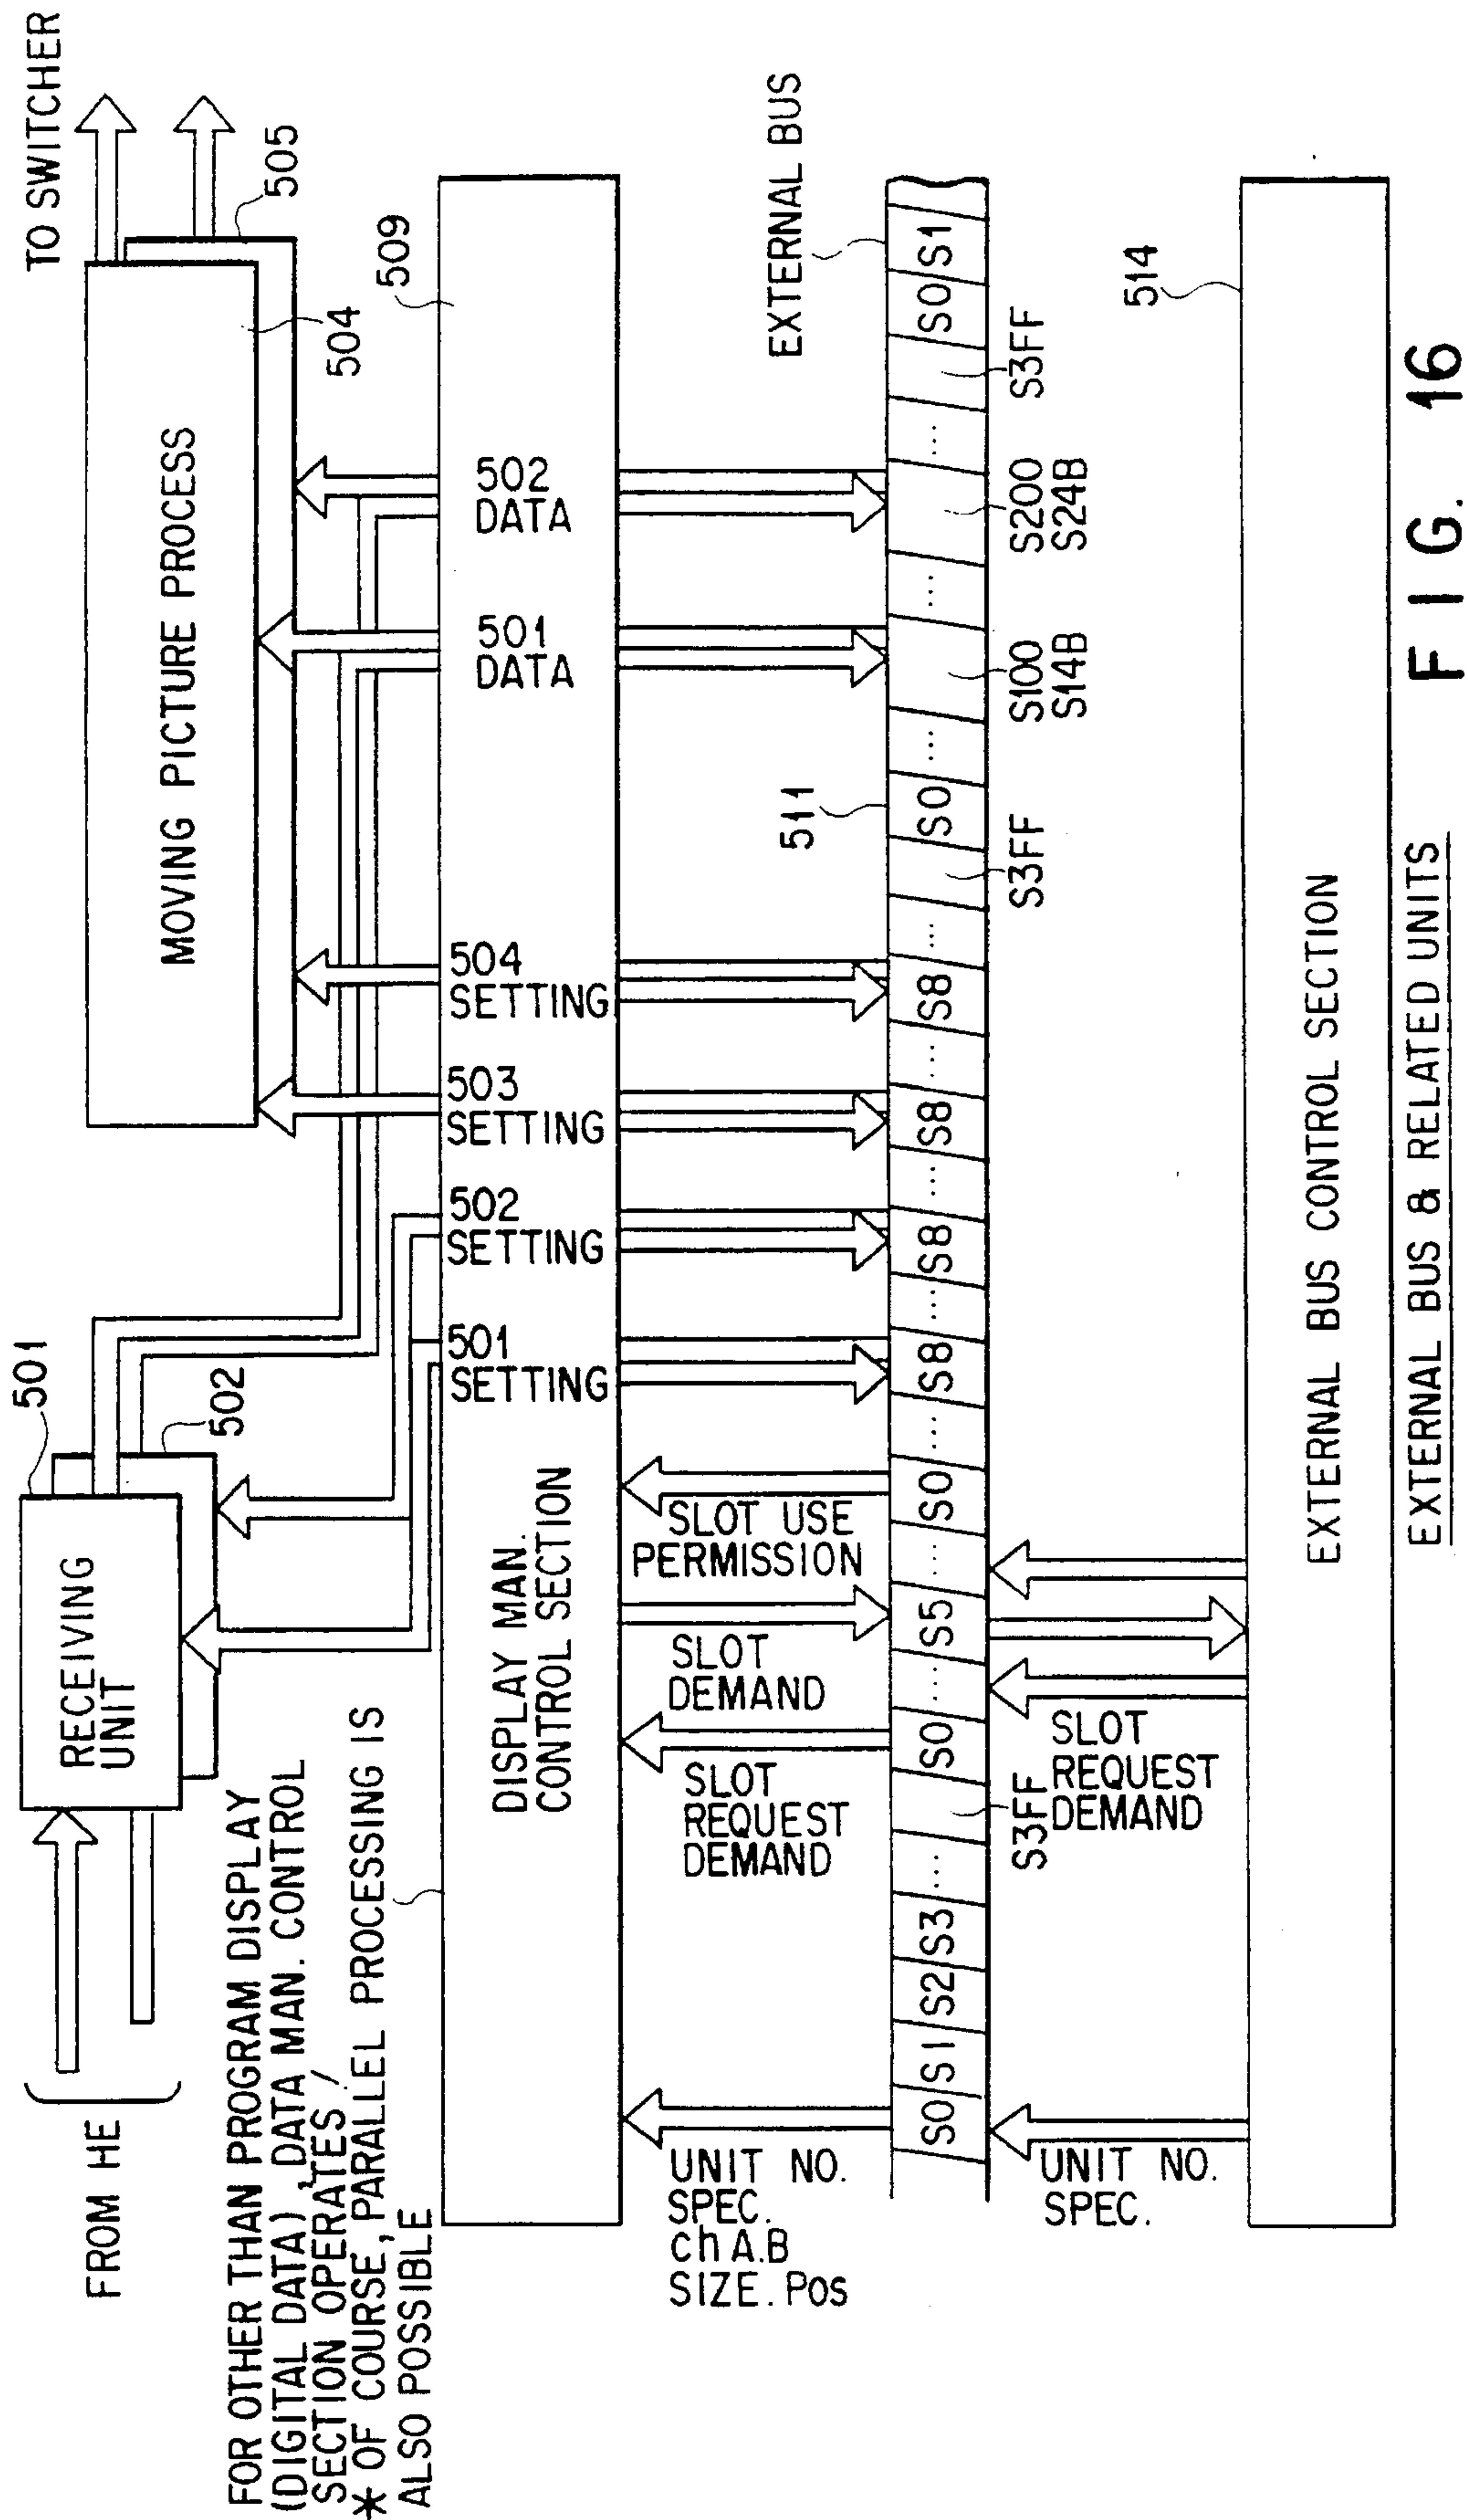 FROM HE
RECEIVING
UNIT
501
502
TO SWITCHER
MOVING PICTURE PROCESS
504
505
509
FOR OTHER THAN PROGRAM DISPLAY
(DIGITAL DATA), DATA MAN. CONTROL
SECTION OPERATES /
* OF COURSE, PARALLEL PROCESSING IS
ALSO POSSIBLE
DISPLAY MAN.
CONTROL SECTION
501
SETTING
502
SETTING
503
SETTING
504
SETTING
501
DATA
502
DATA
UNIT NO.
SPEC.
ch A.B
SIZE. POS
SLOT
REQUEST
DEMAND
SLOT
DEMAND
SLOT USE
PERMISSION
511
EXTERNAL BUS
S0 S1 S2 S3 ... S0 ... S5 ... S0 ... S8 ... S8 ... S8 ... S8 ... S0 ... ... ... S0 S1
S3FF
S3FF
S100
S14B
S200
S24B
S3FF
UNIT NO.
SPEC.
SLOT
REQUEST
DEMAND
514
EXTERNAL BUS CONTROL SECTION
EXTERNAL BUS & RELATED UNITS
FIG. 16